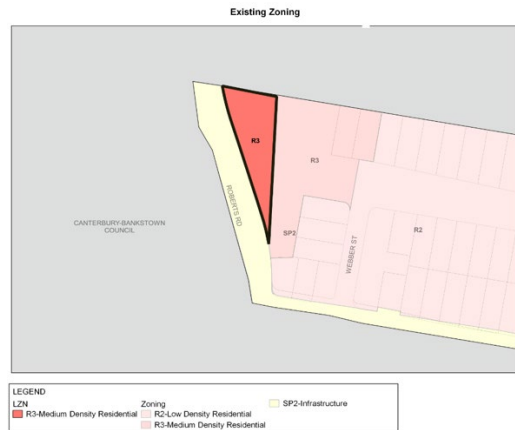 Existing Zoning
R3
R3
ROBERTS RD
CANTERBURY-BANKSTOWN
COUNCIL
SP2
WEBBER ST
R2
LEGEND
LZN
R3-Medium Density Residential
Zoning
R2-Low Density Residential
R3-Medium Density Residential
SP2-Infrastructure